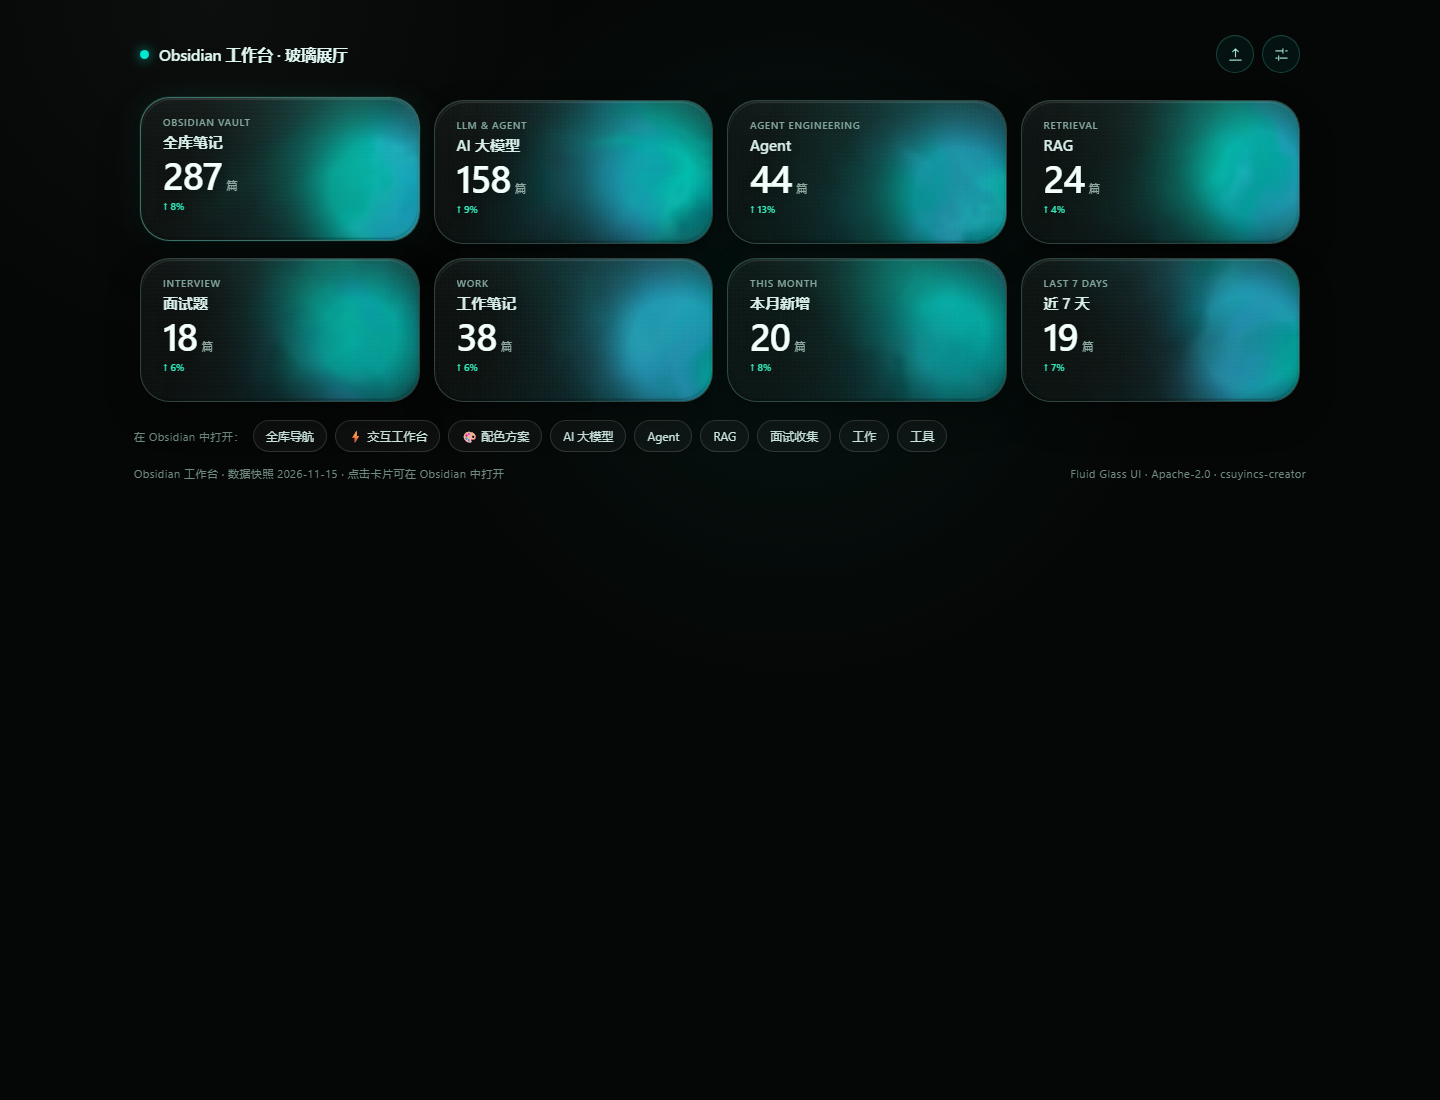 Obsidian 工作台 · 玻璃展厅
OBSIDIAN VAULT
全库笔记
287 篇
↑ 8%
LLM & AGENT
AI 大模型
158 篇
↑ 9%
AGENT ENGINEERING
Agent
44 篇
↑ 13%
RETRIEVAL
RAG
24 篇
↑ 4%
INTERVIEW
面试题
18 篇
↑ 6%
WORK
工作笔记
38 篇
↑ 6%
THIS MONTH
本月新增
20 篇
↑ 8%
LAST 7 DAYS
近 7 天
19 篇
↑ 7%
在 Obsidian 中打开： 全库导航 ⚡ 交互工作台 🎨 配色方案 AI 大模型 Agent RAG 面试收集 工作 工具
Obsidian 工作台 · 数据快照 2026-11-15 · 点击卡片可在 Obsidian 中打开
Fluid Glass UI · Apache-2.0 · csuyincs-creator